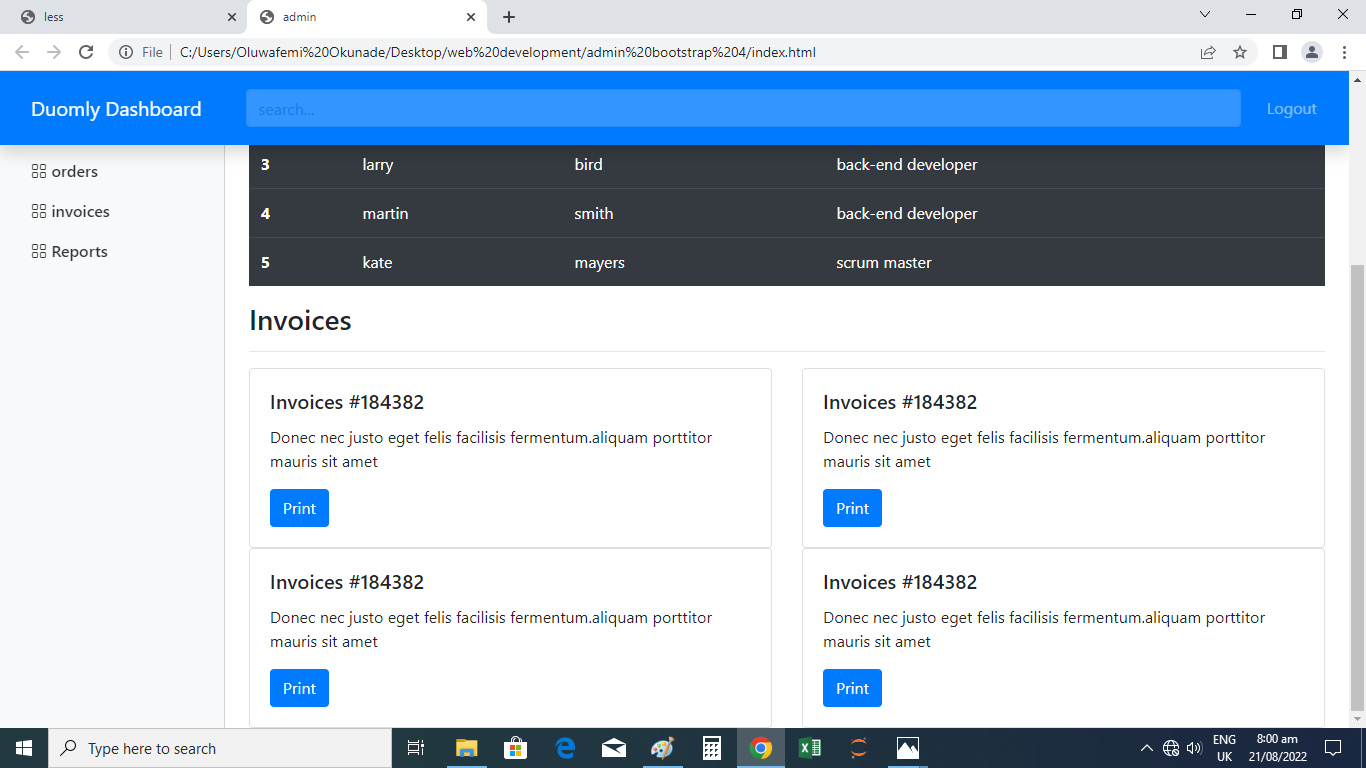 less
admin
File
C:/Users/Oluwafemi%20Okunade/Desktop/web%20development/admin%20bootstrap%204/index.html
Duomly Dashboard
search...
Logout
orders
invoices
Reports
3 larry bird back-end developer
4 martin smith back-end developer
5 kate mayers scrum master
Invoices
Invoices #184382
Donec nec justo eget felis facilisis fermentum.aliquam porttitor
mauris sit amet
Print
Invoices #184382
Donec nec justo eget felis facilisis fermentum.aliquam porttitor
mauris sit amet
Print
Invoices #184382
Donec nec justo eget felis facilisis fermentum.aliquam porttitor
mauris sit amet
Print
Invoices #184382
Donec nec justo eget felis facilisis fermentum.aliquam porttitor
mauris sit amet
Print
Type here to search
ENG
UK
8:00 am
21/08/2022